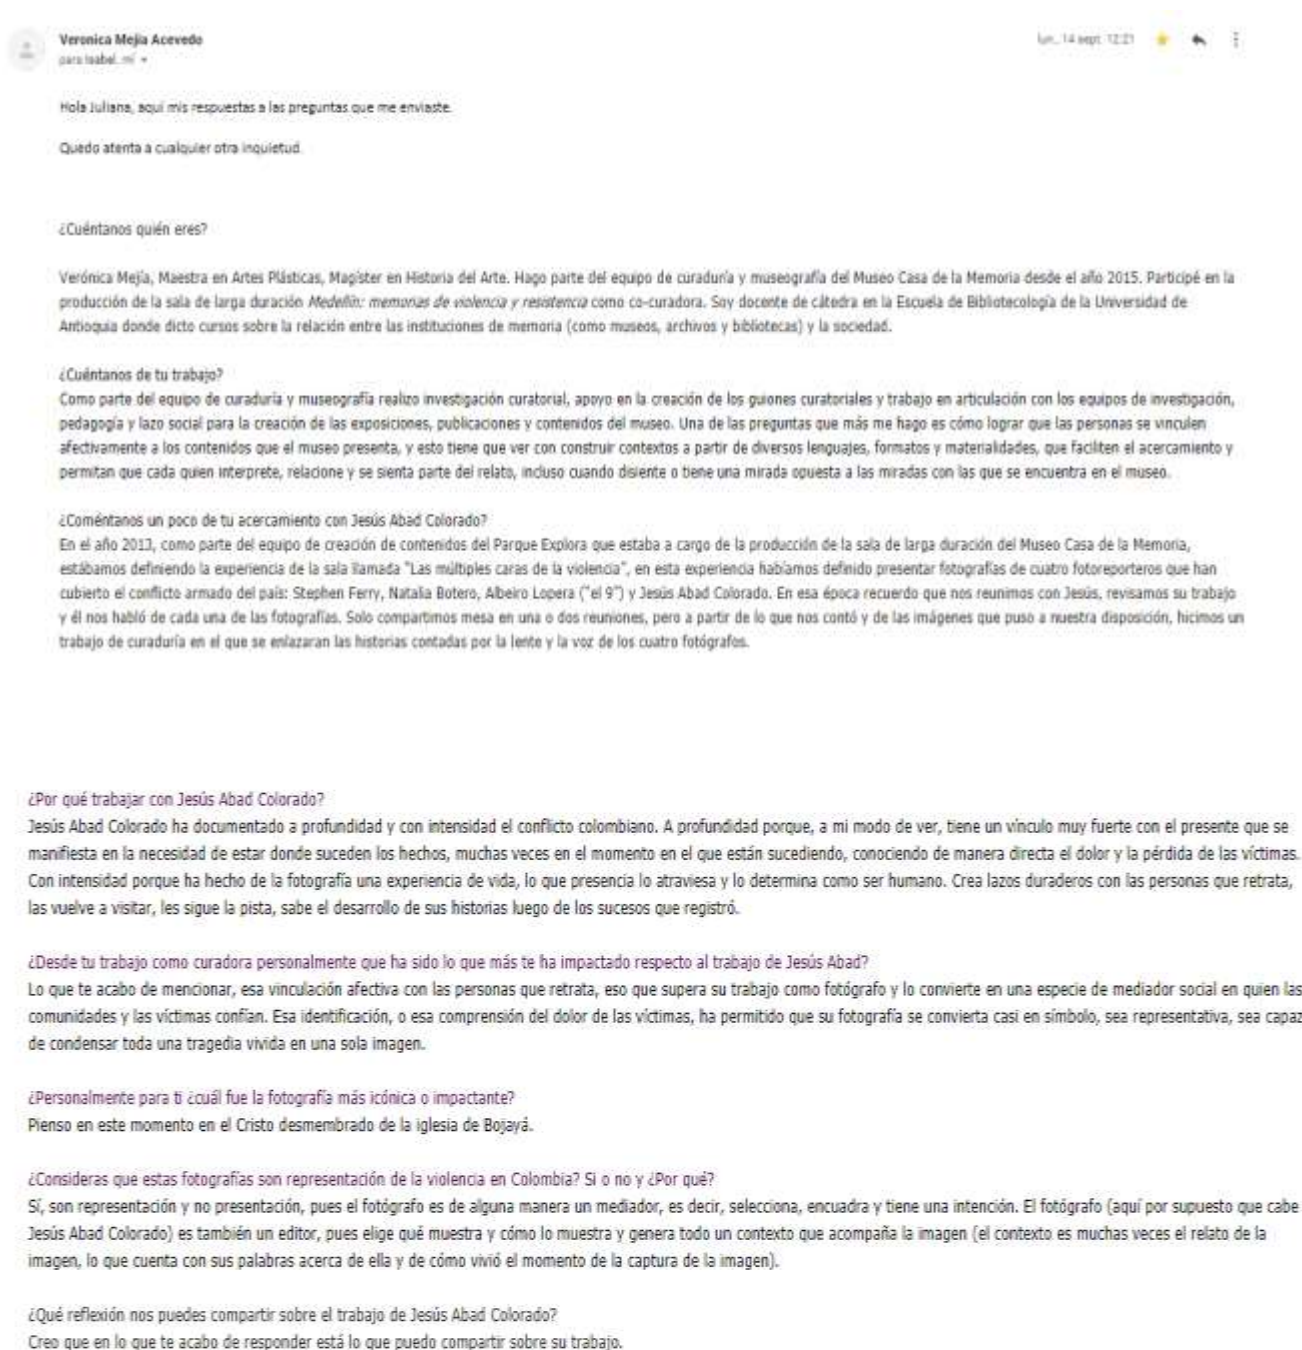 Veronica Mejía Acevedo
lun., 14 sept. 12:21
para Isabel, mí
Hola Juliana, aquí mis respuestas a las preguntas que me enviaste.
Quedo atenta a cualquier otra inquietud.
¿Cuéntanos quién eres?
Verónica Mejía, Maestra en Artes Plásticas, Magíster en Historia del Arte. Hago parte del equipo de curaduría y museografía del Museo Casa de la Memoria desde el año 2015. Participé en la
producción de la sala de larga duración Medellín: memorias de violencia y resistencia como co-curadora. Soy docente de cátedra en la Escuela de Bibliotecología de la Universidad de
Antioquia donde dicto cursos sobre la relación entre las instituciones de memoria (como museos, archivos y bibliotecas) y la sociedad.
¿Cuéntanos de tu trabajo?
Como parte del equipo de curaduría y museografía realizo investigación curatorial, apoyo en la creación de los guiones curatoriales y trabajo en articulación con los equipos de investigación,
pedagogía y lazo social para la creación de las exposiciones, publicaciones y contenidos del museo. Una de las preguntas que más me hago es cómo lograr que las personas se vinculen
afectivamente a los contenidos que el museo presenta, y esto tiene que ver con construir contextos a partir de diversos lenguajes, formatos y materialidades, que faciliten el acercamiento y
permitan que cada quien interprete, relacione y se sienta parte del relato, incluso cuando disiente o tiene una mirada opuesta a las miradas con las que se encuentra en el museo.
¿Coméntanos un poco de tu acercamiento con Jesús Abad Colorado?
En el año 2013, como parte del equipo de creación de contenidos del Parque Explora que estaba a cargo de la producción de la sala de larga duración del Museo Casa de la Memoria,
estábamos definiendo la experiencia de la sala llamada "Las múltiples caras de la violencia", en esta experiencia habíamos definido presentar fotografías de cuatro fotoreporteros que han
cubierto el conflicto armado del país: Stephen Ferry, Natalia Botero, Albeiro Lopera ("el 9") y Jesús Abad Colorado. En esa época recuerdo que nos reunimos con Jesús, revisamos su trabajo
y él nos habló de cada una de las fotografías. Solo compartimos mesa en una o dos reuniones, pero a partir de lo que nos contó y de las imágenes que puso a nuestra disposición, hicimos un
trabajo de curaduría en el que se enlazaran las historias contadas por la lente y la voz de los cuatro fotógrafos.
¿Por qué trabajar con Jesús Abad Colorado?
Jesús Abad Colorado ha documentado a profundidad y con intensidad el conflicto colombiano. A profundidad porque, a mi modo de ver, tiene un vínculo muy fuerte con el presente que se
manifiesta en la necesidad de estar donde suceden los hechos, muchas veces en el momento en el que están sucediendo, conociendo de manera directa el dolor y la pérdida de las víctimas.
Con intensidad porque ha hecho de la fotografía una experiencia de vida, lo que presencia lo atraviesa y lo determina como ser humano. Crea lazos duraderos con las personas que retrata,
las vuelve a visitar, les sigue la pista, sabe el desarrollo de sus historias luego de los sucesos que registró.
¿Desde tu trabajo como curadora personalmente que ha sido lo que más te ha impactado respecto al trabajo de Jesús Abad?
Lo que te acabo de mencionar, esa vinculación afectiva con las personas que retrata, eso que supera su trabajo como fotógrafo y lo convierte en una especie de mediador social en quien las
comunidades y las víctimas confían. Esa identificación, o esa comprensión del dolor de las víctimas, ha permitido que su fotografía se convierta casi en símbolo, sea representativa, sea capaz
de condensar toda una tragedia vivida en una sola imagen.
¿Personalmente para ti ¿cuál fue la fotografía más icónica o impactante?
Pienso en este momento en el Cristo desmembrado de la iglesia de Bojayá.
¿Consideras que estas fotografías son representación de la violencia en Colombia? Si o no y ¿Por qué?
Sí, son representación y no presentación, pues el fotógrafo es de alguna manera un mediador, es decir, selecciona, encuadra y tiene una intención. El fotógrafo (aquí por supuesto que cabe
Jesús Abad Colorado) es también un editor, pues elige qué muestra y cómo lo muestra y genera todo un contexto que acompaña la imagen (el contexto es muchas veces el relato de la
imagen, lo que cuenta con sus palabras acerca de ella y de cómo vivió el momento de la captura de la imagen).
¿Qué reflexión nos puedes compartir sobre el trabajo de Jesús Abad Colorado?
Creo que en lo que te acabo de responder está lo que puedo compartir sobre su trabajo.